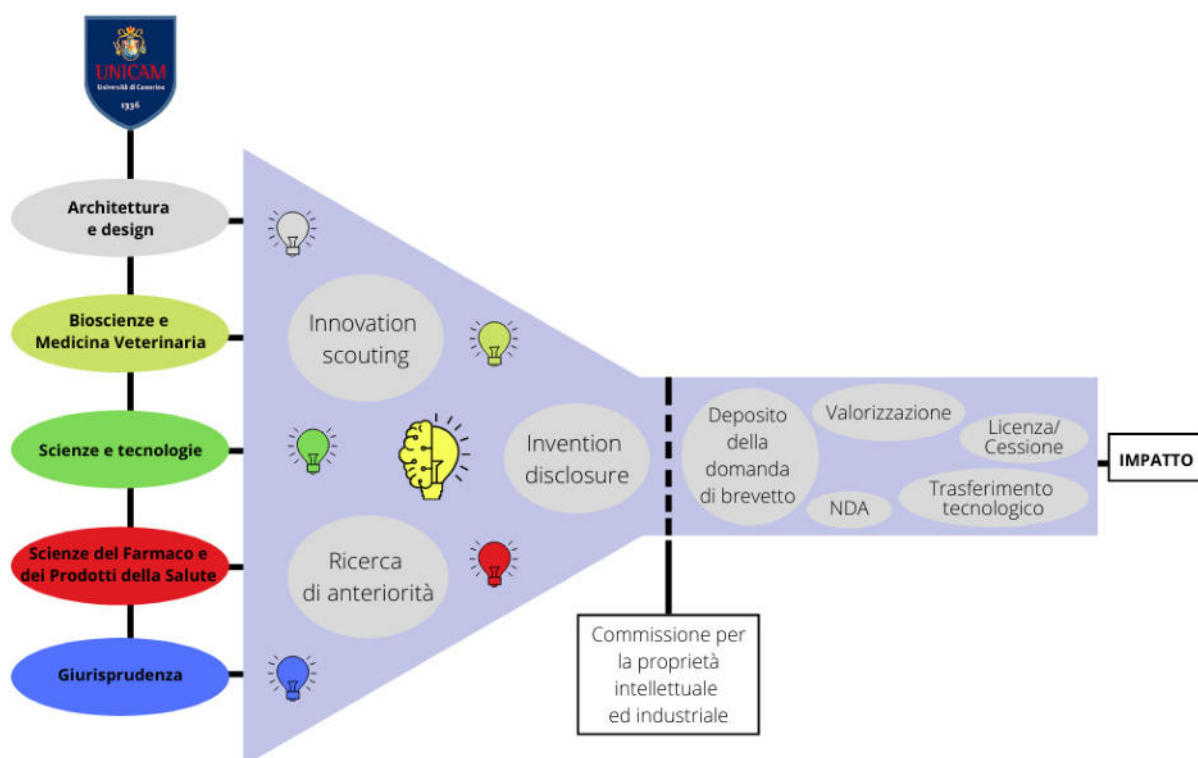 UNICAM
Università di Camerino
1336
Architettura
e design
Bioscienze e
Medicina Veterinaria
Scienze e tecnologie
Scienze del Farmaco e
dei Prodotti della Salute
Giurisprudenza
Innovation
scouting
Invention
disclosure
Ricerca
di anteriorità
Commissione per
la proprietà
intellettuale
ed industriale
Deposito
della
domanda
di brevetto
Valorizzazione
Licenza/
Cessione
NDA
Trasferimento
tecnologico
IMPATTO